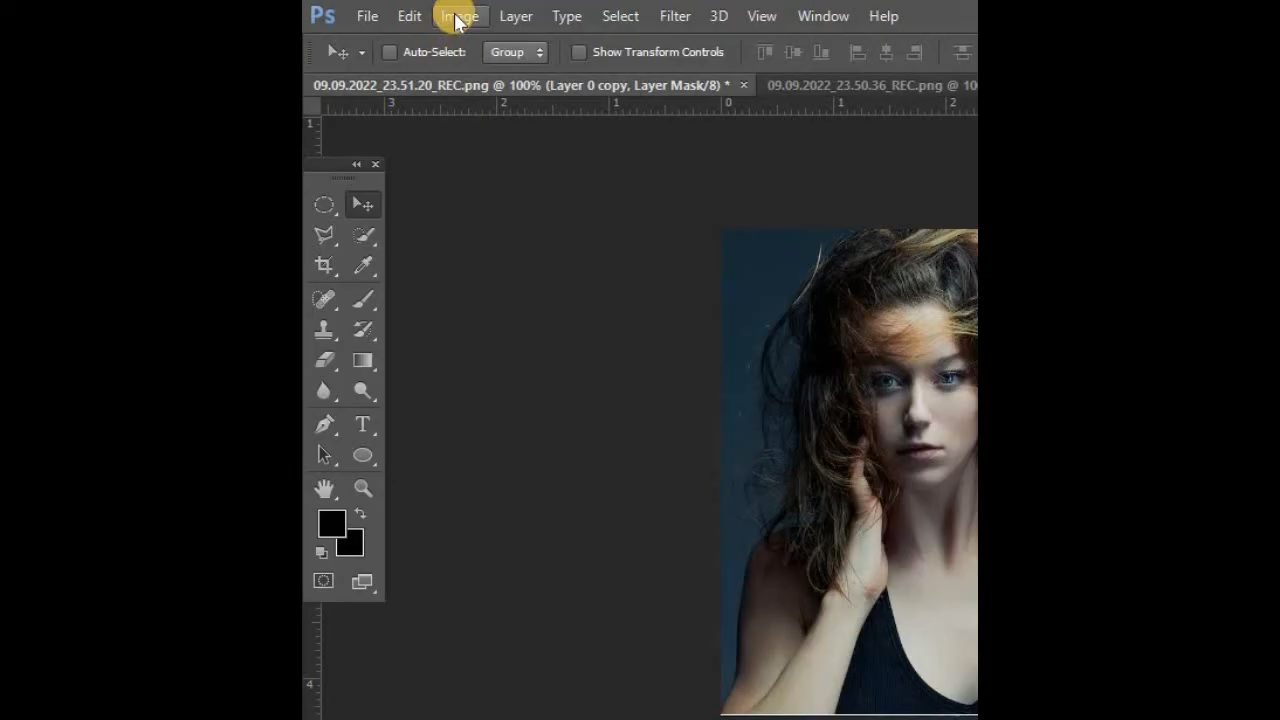 Ps File Edit Image Layer Type Select Filter 3D View Window Help
Auto-Select: Group Show Transform Controls
09.09.2022_23.51.20_REC.png @ 100% (Layer 0 copy, Layer Mask/8) * × 09.09.2022_23.50.36_REC.png @ 10
3 2 1 0 1 2
1
T
4